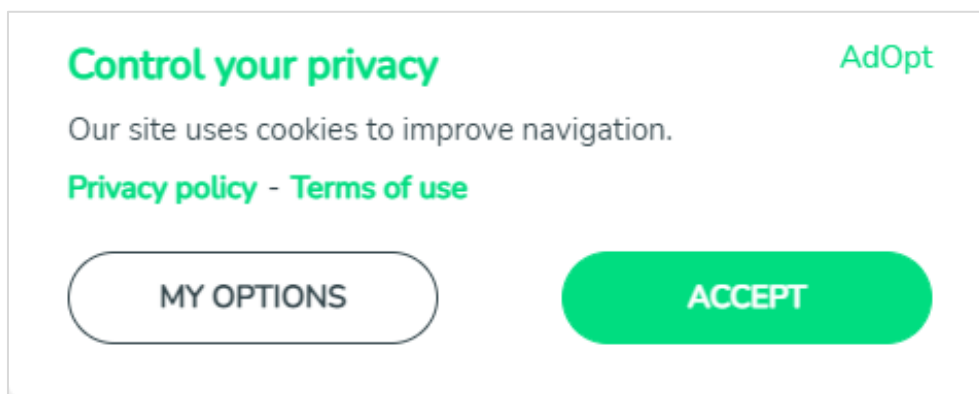 Control your privacy
AdOpt
Our site uses cookies to improve navigation.
Privacy policy - Terms of use
MY OPTIONS
ACCEPT